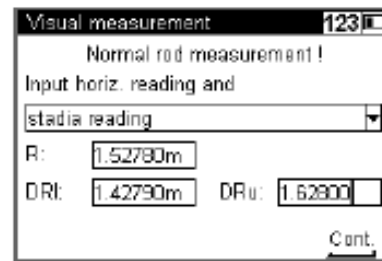 Visual measurement 123
Normal rod measurement !
Input horiz. reading and
stadia reading
R: 1.52780m
DRl: 1.42790m DRu: 1.62800
Cont.